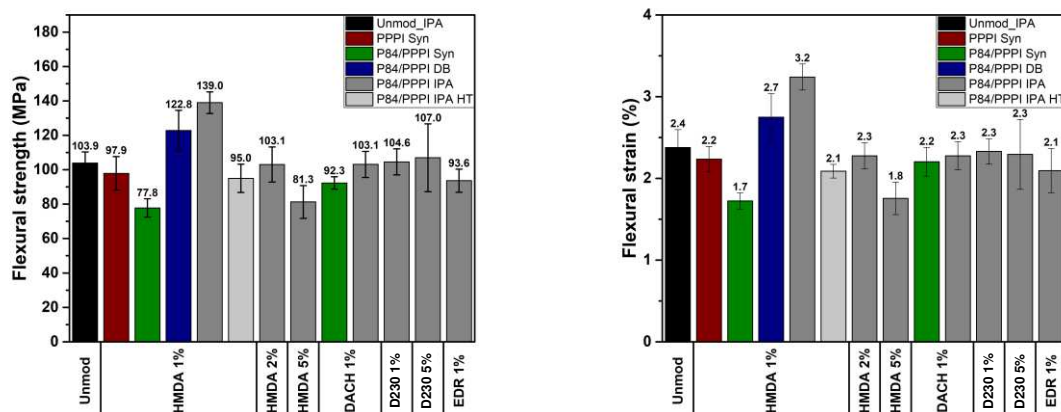 Flexural strength (MPa)
180
160
140
120
100
80
60
40
20
0
Unmod_IPA
PPPI Syn
P84/PPPI Syn
P84/PPPI DB
P84/PPPI IPA
P84/PPPI IPA HT
103.9
97.9
77.8
122.8
139.0
95.0
103.1
81.3
92.3
103.1
104.6
107.0
93.6
Unmod
HMDA 1%
HMDA 2%
HMDA 5%
DACH 1%
D230 1%
D230 5%
EDR 1%
Flexural strain (%)
4
3
2
1
0
Unmod_IPA
PPPI Syn
P84/PPPI Syn
P84/PPPI DB
P84/PPPI IPA
P84/PPPI IPA HT
2.4
2.2
1.7
2.7
3.2
2.1
2.3
1.8
2.2
2.3
2.3
2.3
2.1
Unmod
HMDA 1%
HMDA 2%
HMDA 5%
DACH 1%
D230 1%
D230 5%
EDR 1%